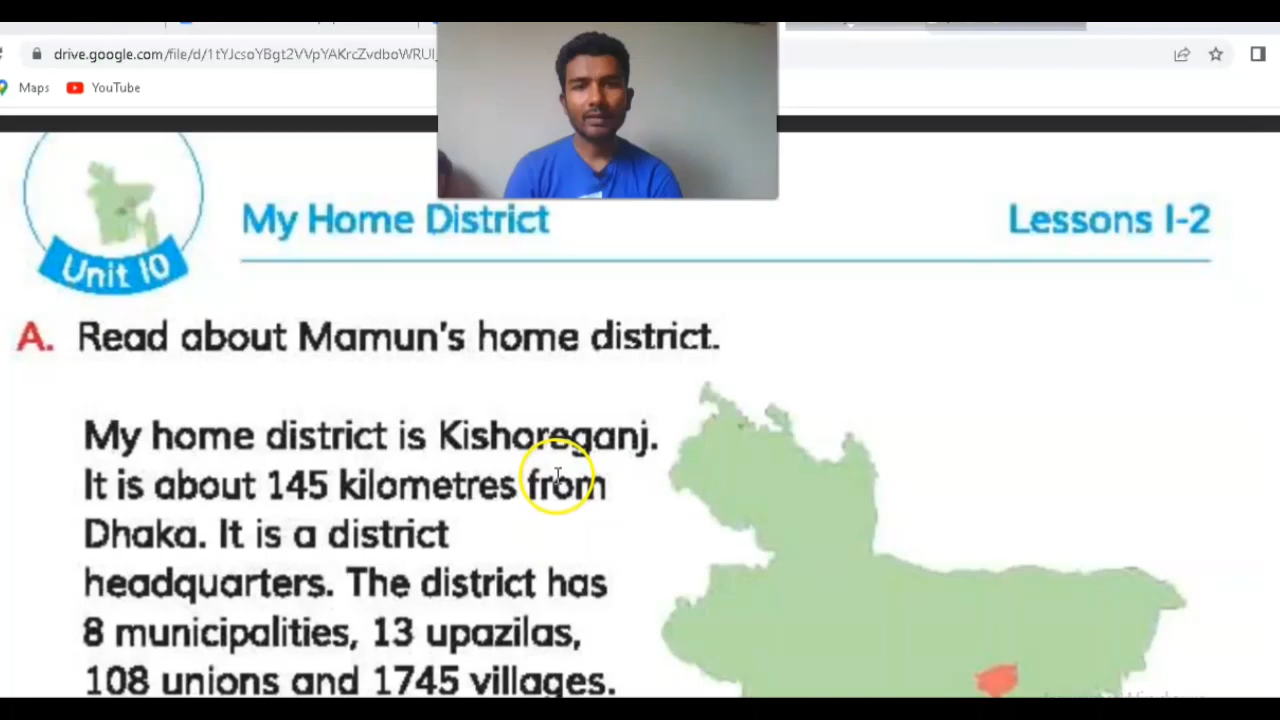 drive.google.com/file/d/1tYJcsoYBgt2VVpYAKrcZvdboWRUl_
Maps YouTube
Unit 10
My Home District Lessons 1-2
A. Read about Mamun's home district.
My home district is Kishoreganj.
It is about 145 kilometres from
Dhaka. It is a district
headquarters. The district has
8 municipalities, 13 upazilas,
108 unions and 1745 villages.